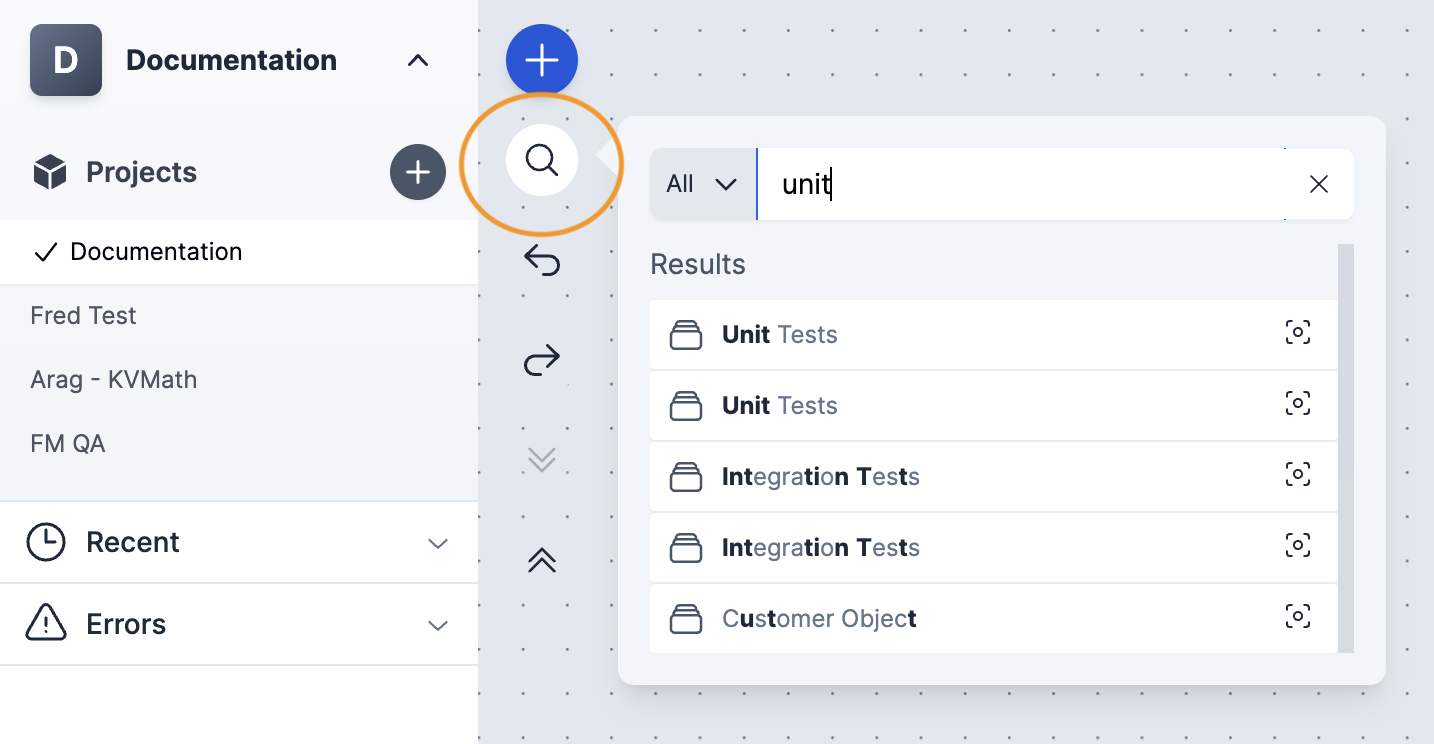 D Documentation
Projects
Documentation
Fred Test
Arag - KVMath
FM QA
Recent
Errors
All unit
Results
Unit Tests
Unit Tests
Integration Tests
Integration Tests
Customer Object